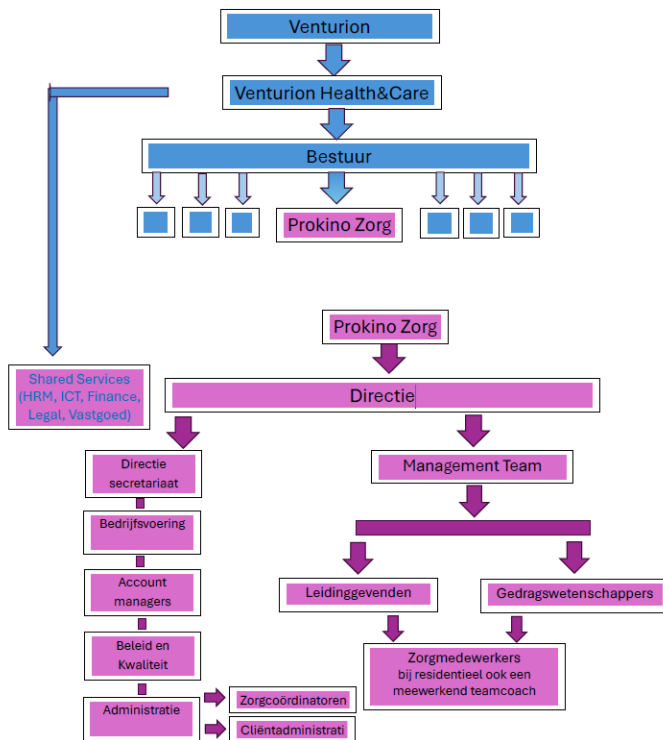 Venturion
Venturion Health&Care
Bestuur
Prokino Zorg
Prokino Zorg
Shared Services
(HRM, ICT, Finance,
Legal, Vastgoed)
Directie
Directie
secretariaat
Management Team
Bedrijfsvoering
Account
managers
Leidinggevenden
Gedragswetenschappers
Beleid en
Kwaliteit
Zorgmedewerkers
bij residentieel ook een
meewerkend teamcoach
Administratie
Zorgcoördinatoren
Cliëntadministrati